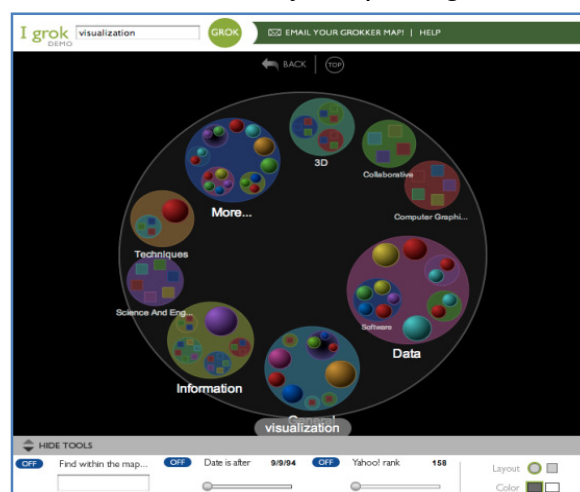 I grok
DEMO
visualization
GROK
EMAIL YOUR GROKKER MAP! | HELP
BACK
TOP
3D
Collaborative
More...
Computer Graphi...
Techniques
Science And Eng...
Software
Data
Information
General
visualization
HIDE TOOLS
OFF Find within the map... OFF Date is after 9/9/94 OFF Yahoo! rank 158
Layout
Color